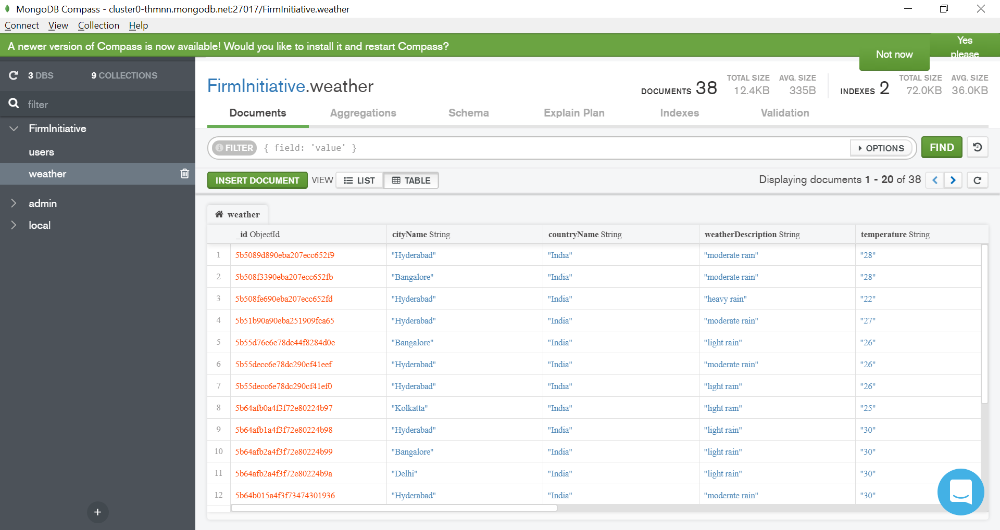 MongoDB Compass - cluster0-thmnn.mongodb.net:27017/FirmInitiative.weather
Connect View Collection Help
A newer version of Compass is now available! Would you like to install it and restart Compass?
Not now
Yes please
3 DBS 9 COLLECTIONS
filter
FirmInitiative
users
weather
admin
local
FirmInitiative.weather
DOCUMENTS 38 TOTAL SIZE 12.4KB AVG. SIZE 335B
INDEXES 2 TOTAL SIZE 72.0KB AVG. SIZE 36.0KB
Documents Aggregations Schema Explain Plan Indexes Validation
FILTER { field: 'value' } OPTIONS FIND
INSERT DOCUMENT VIEW LIST TABLE Displaying documents 1 - 20 of 38
weather
_id ObjectId cityName String countryName String weatherDescription String temperature String
1 5b5089d890eba207ecc652f9 "Hyderabad" "India" "moderate rain" "28"
2 5b508f3390eba207ecc652fb "Bangalore" "India" "moderate rain" "28"
3 5b508fe690eba207ecc652fd "Hyderabad" "India" "heavy rain" "22"
4 5b51b90a90eba251909fca65 "Hyderabad" "India" "moderate rain" "27"
5 5b55d76c6e78dc44f8284d0e "Bangalore" "India" "light rain" "26"
6 5b55decc6e78dc290cf41eef "Hyderabad" "India" "moderate rain" "26"
7 5b55decc6e78dc290cf41ef0 "Hyderabad" "India" "light rain" "26"
8 5b64afb0a4f3f72e80224b97 "Kolkatta" "India" "light rain" "25"
9 5b64afb1a4f3f72e80224b98 "Hyderabad" "India" "light rain" "30"
10 5b64afb2a4f3f72e80224b99 "Bangalore" "India" "light rain" "30"
11 5b64afb2a4f3f72e80224b9a "Delhi" "India" "light rain" "30"
12 5b64b015a4f3f73474301936 "Hyderabad" "India" "moderate rain" "30"